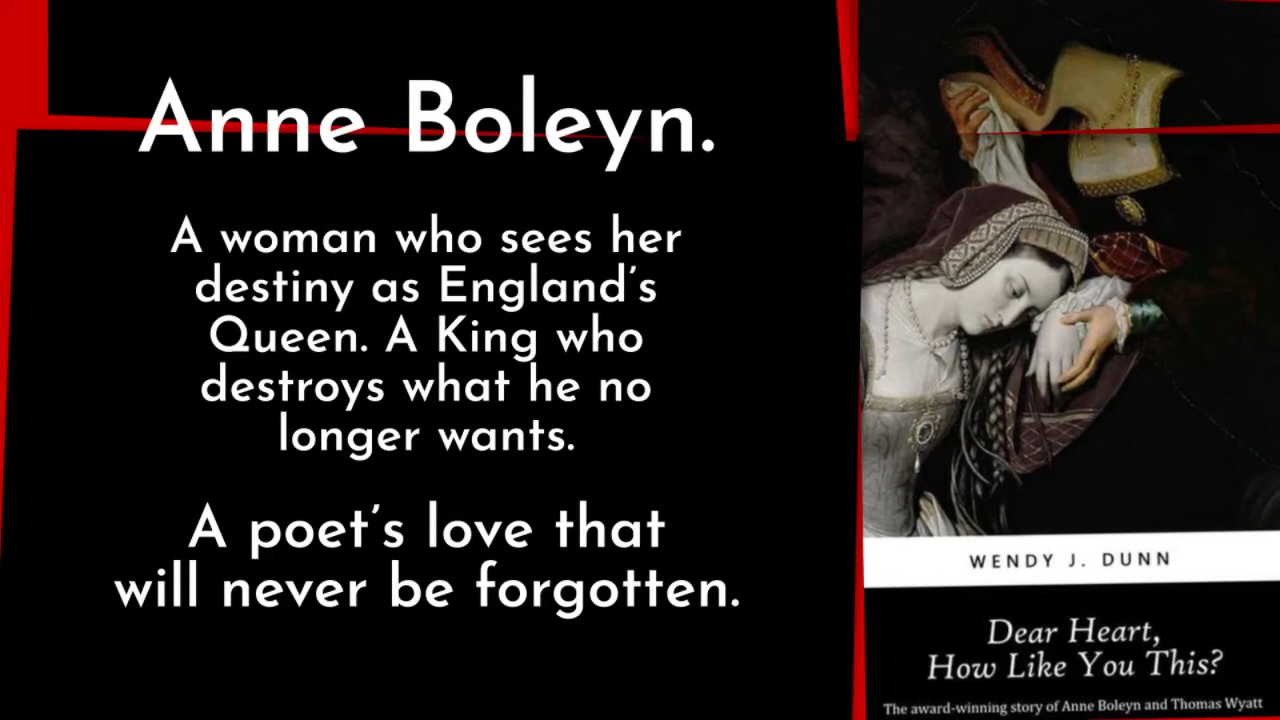 Anne Boleyn.
A woman who sees her
destiny as England's
Queen. A King who
destroys what he no
longer wants.
A poet's love that
will never be forgotten.
WENDY J. DUNN
Dear Heart,
How Like You This?
The award-winning story of Anne Boleyn and Thomas Wyatt